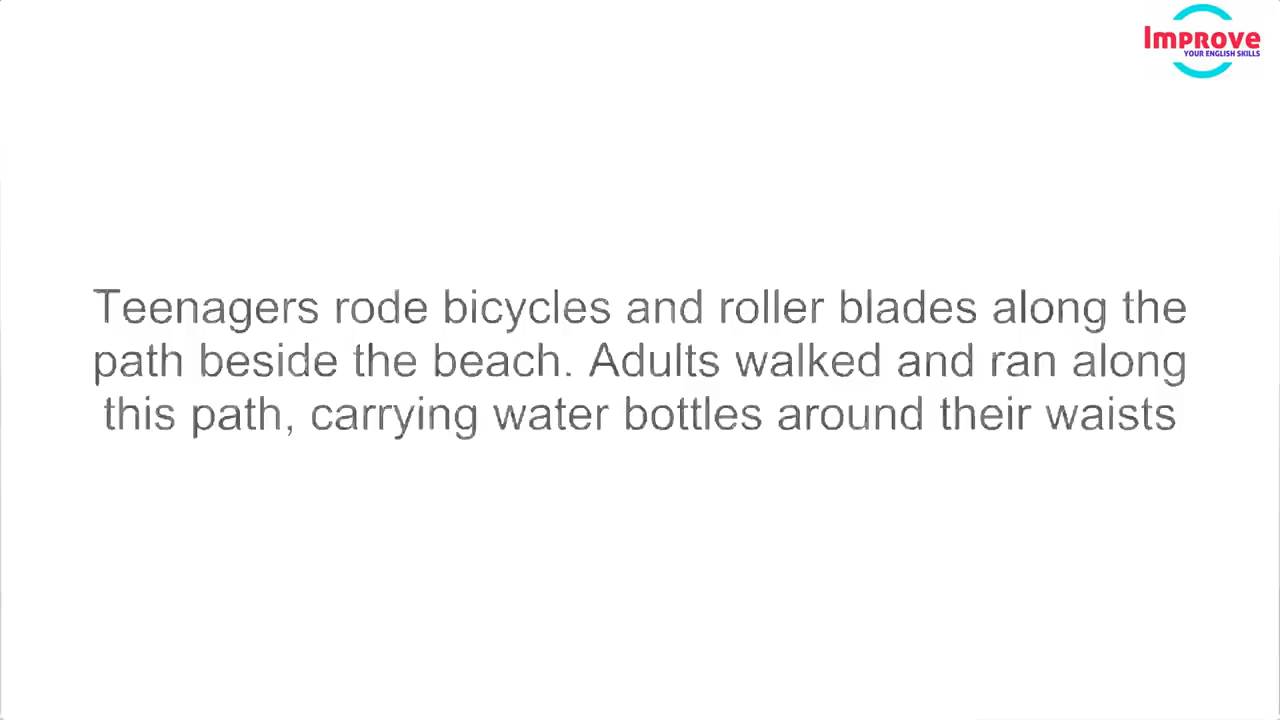 Improve
YOUR ENGLISH SKILLS
Teenagers rode bicycles and roller blades along the
path beside the beach. Adults walked and ran along
this path, carrying water bottles around their waists